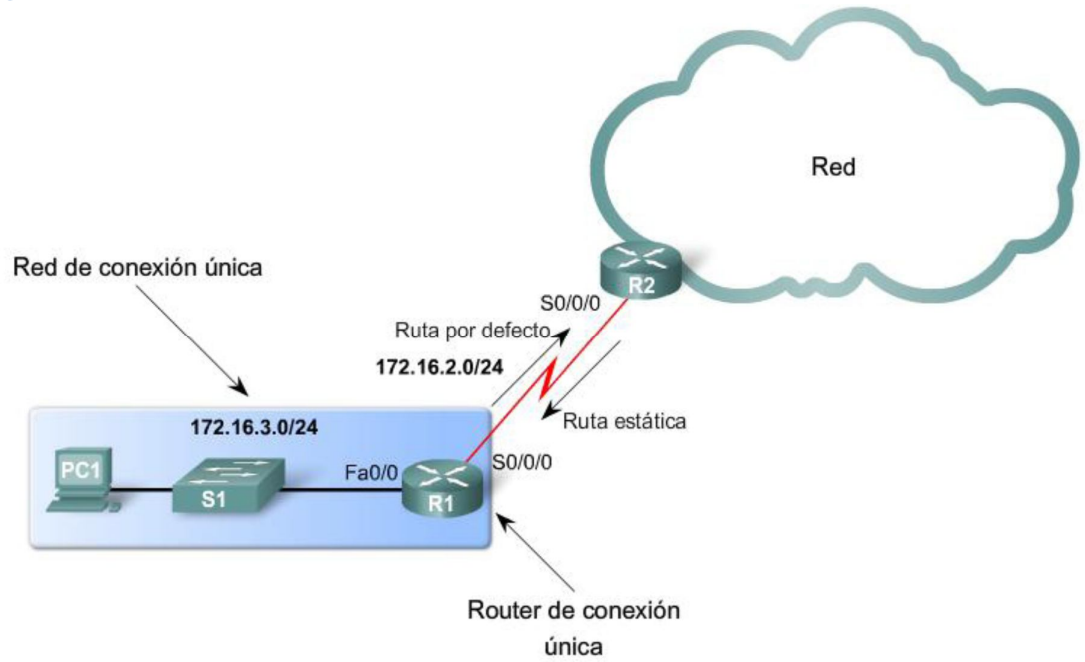 Red
Red de conexión única
R2
S0/0/0
Ruta por defecto
172.16.2.0/24
Ruta estática
172.16.3.0/24
PC1
S1
Fa0/0
R1
S0/0/0
Router de conexión
única